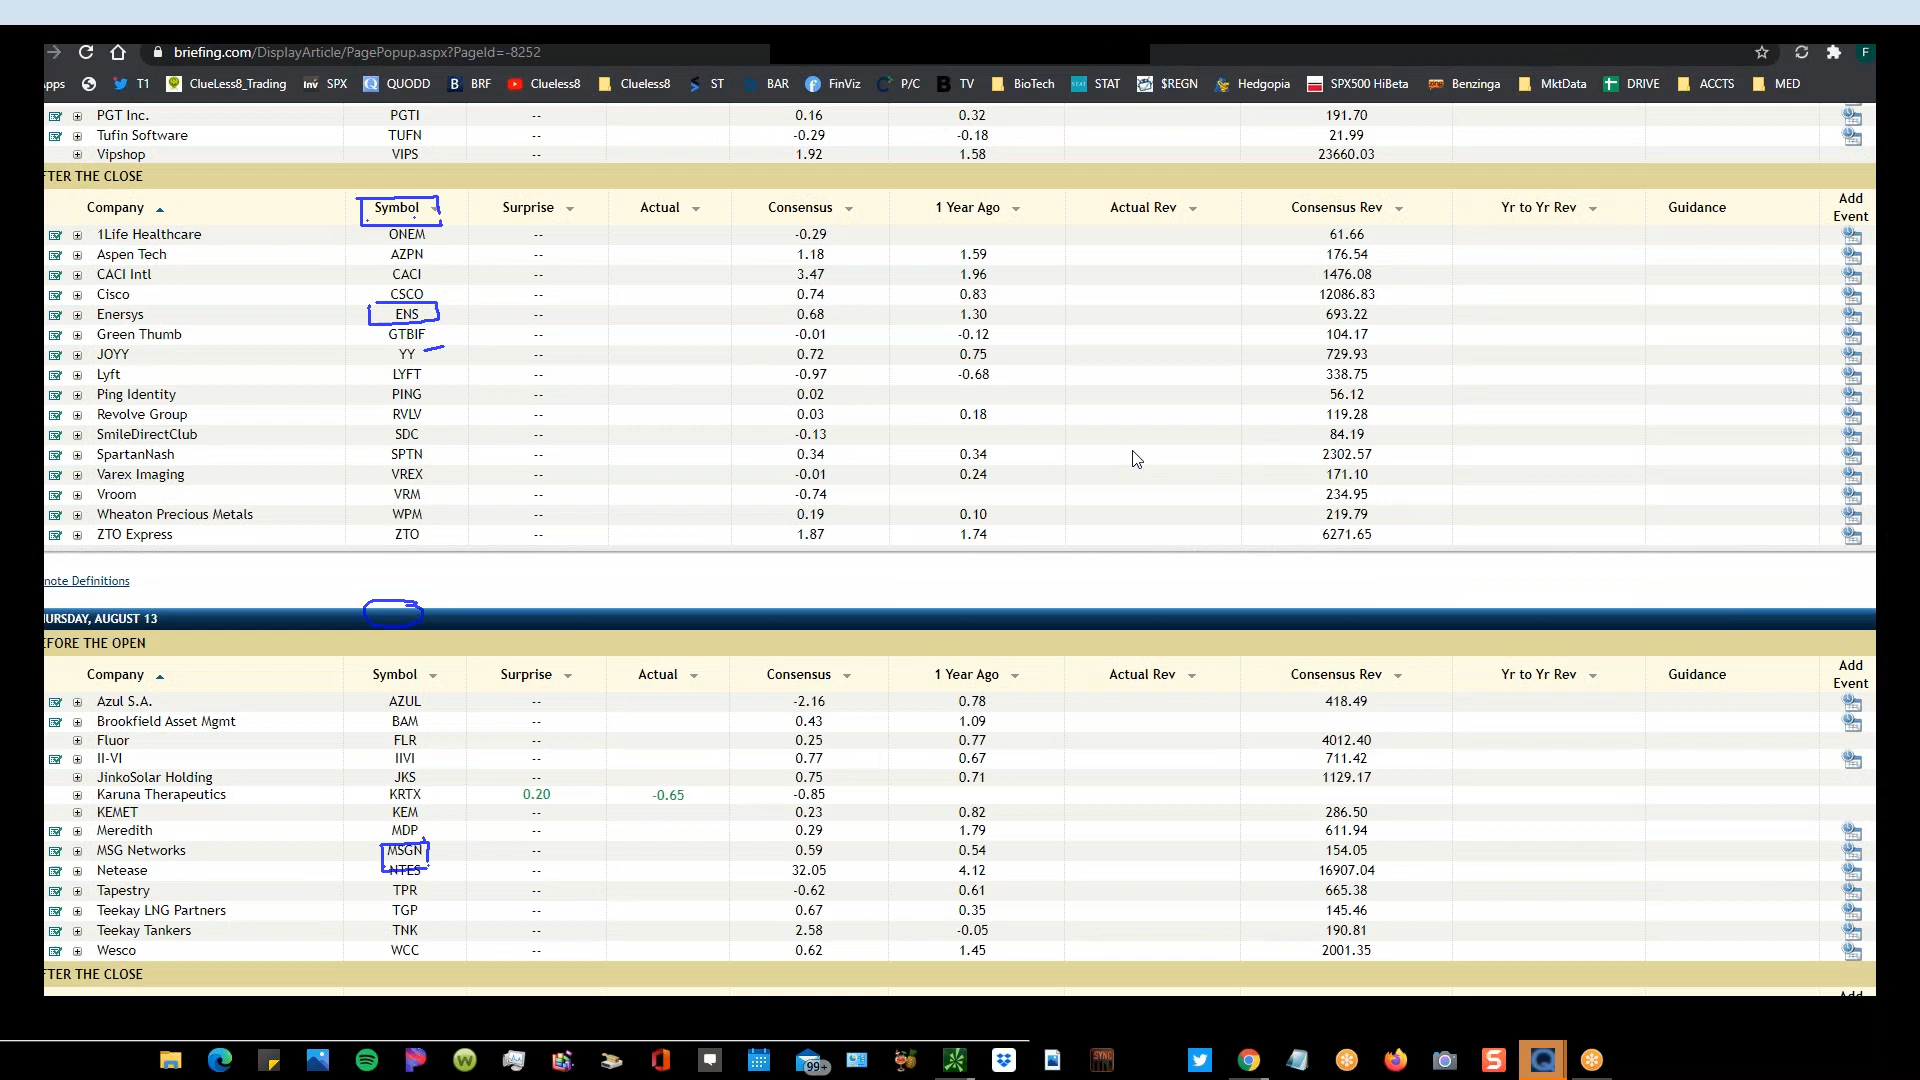 briefing.com/DisplayArticle/PagePopup.aspx?PageId=-8252 F
Apps T1 ClueLess8_Trading inv SPX QUODD B BRF Clueless8 Clueless8 ST BAR FinViz P/C TV BioTech STAT $REGN Hedgopia SPX500 HiBeta Benzinga MktData DRIVE ACCTS MED
PGT Inc. PGTI -- 0.16 0.32 191.70
Tufin Software TUFN -- -0.29 -0.18 21.99
Vipshop VIPS -- 1.92 1.58 23660.03
FTER THE CLOSE
Company Symbol Surprise Actual Consensus 1 Year Ago Actual Rev Consensus Rev Yr to Yr Rev Guidance Add Event
1Life Healthcare ONEM -- -0.29 61.66
Aspen Tech AZPN -- 1.18 1.59 176.54
CACI Intl CACI -- 3.47 1.96 1476.08
Cisco CSCO -- 0.74 0.83 12086.83
Enersys ENS -- 0.68 1.30 693.22
Green Thumb GTBIF -- -0.01 -0.12 104.17
JOYY YY -- 0.72 0.75 729.93
Lyft LYFT -- -0.97 -0.68 338.75
Ping Identity PING -- 0.02 56.12
Revolve Group RVLV -- 0.03 0.18 119.28
SmileDirectClub SDC -- -0.13 84.19
SpartanNash SPTN -- 0.34 0.34 2302.57
Varex Imaging VREX -- -0.01 0.24 171.10
Vroom VRM -- -0.74 234.95
Wheaton Precious Metals WPM -- 0.19 0.10 219.79
ZTO Express ZTO -- 1.87 1.74 6271.65
note Definitions
HURSDAY, AUGUST 13
EFORE THE OPEN
Company Symbol Surprise Actual Consensus 1 Year Ago Actual Rev Consensus Rev Yr to Yr Rev Guidance Add Event
Azul S.A. AZUL -- -2.16 0.78 418.49
Brookfield Asset Mgmt BAM -- 0.43 1.09
Fluor FLR -- 0.25 0.77 4012.40
II-VI IIVI -- 0.77 0.67 711.42
JinkoSolar Holding JKS -- 0.75 0.71 1129.17
Karuna Therapeutics KRTX 0.20 -0.65 -0.85
KEMET KEM -- 0.23 0.82 286.50
Meredith MDP -- 0.29 1.79 611.94
MSG Networks MSGN -- 0.59 0.54 154.05
Netease NTES -- 32.05 4.12 16907.04
Tapestry TPR -- -0.62 0.61 665.38
Teekay LNG Partners TGP -- 0.67 0.35 145.46
Teekay Tankers TNK -- 2.58 -0.05 190.81
Wesco WCC -- 0.62 1.45 2001.35
FTER THE CLOSE
Add
99+ SYNC